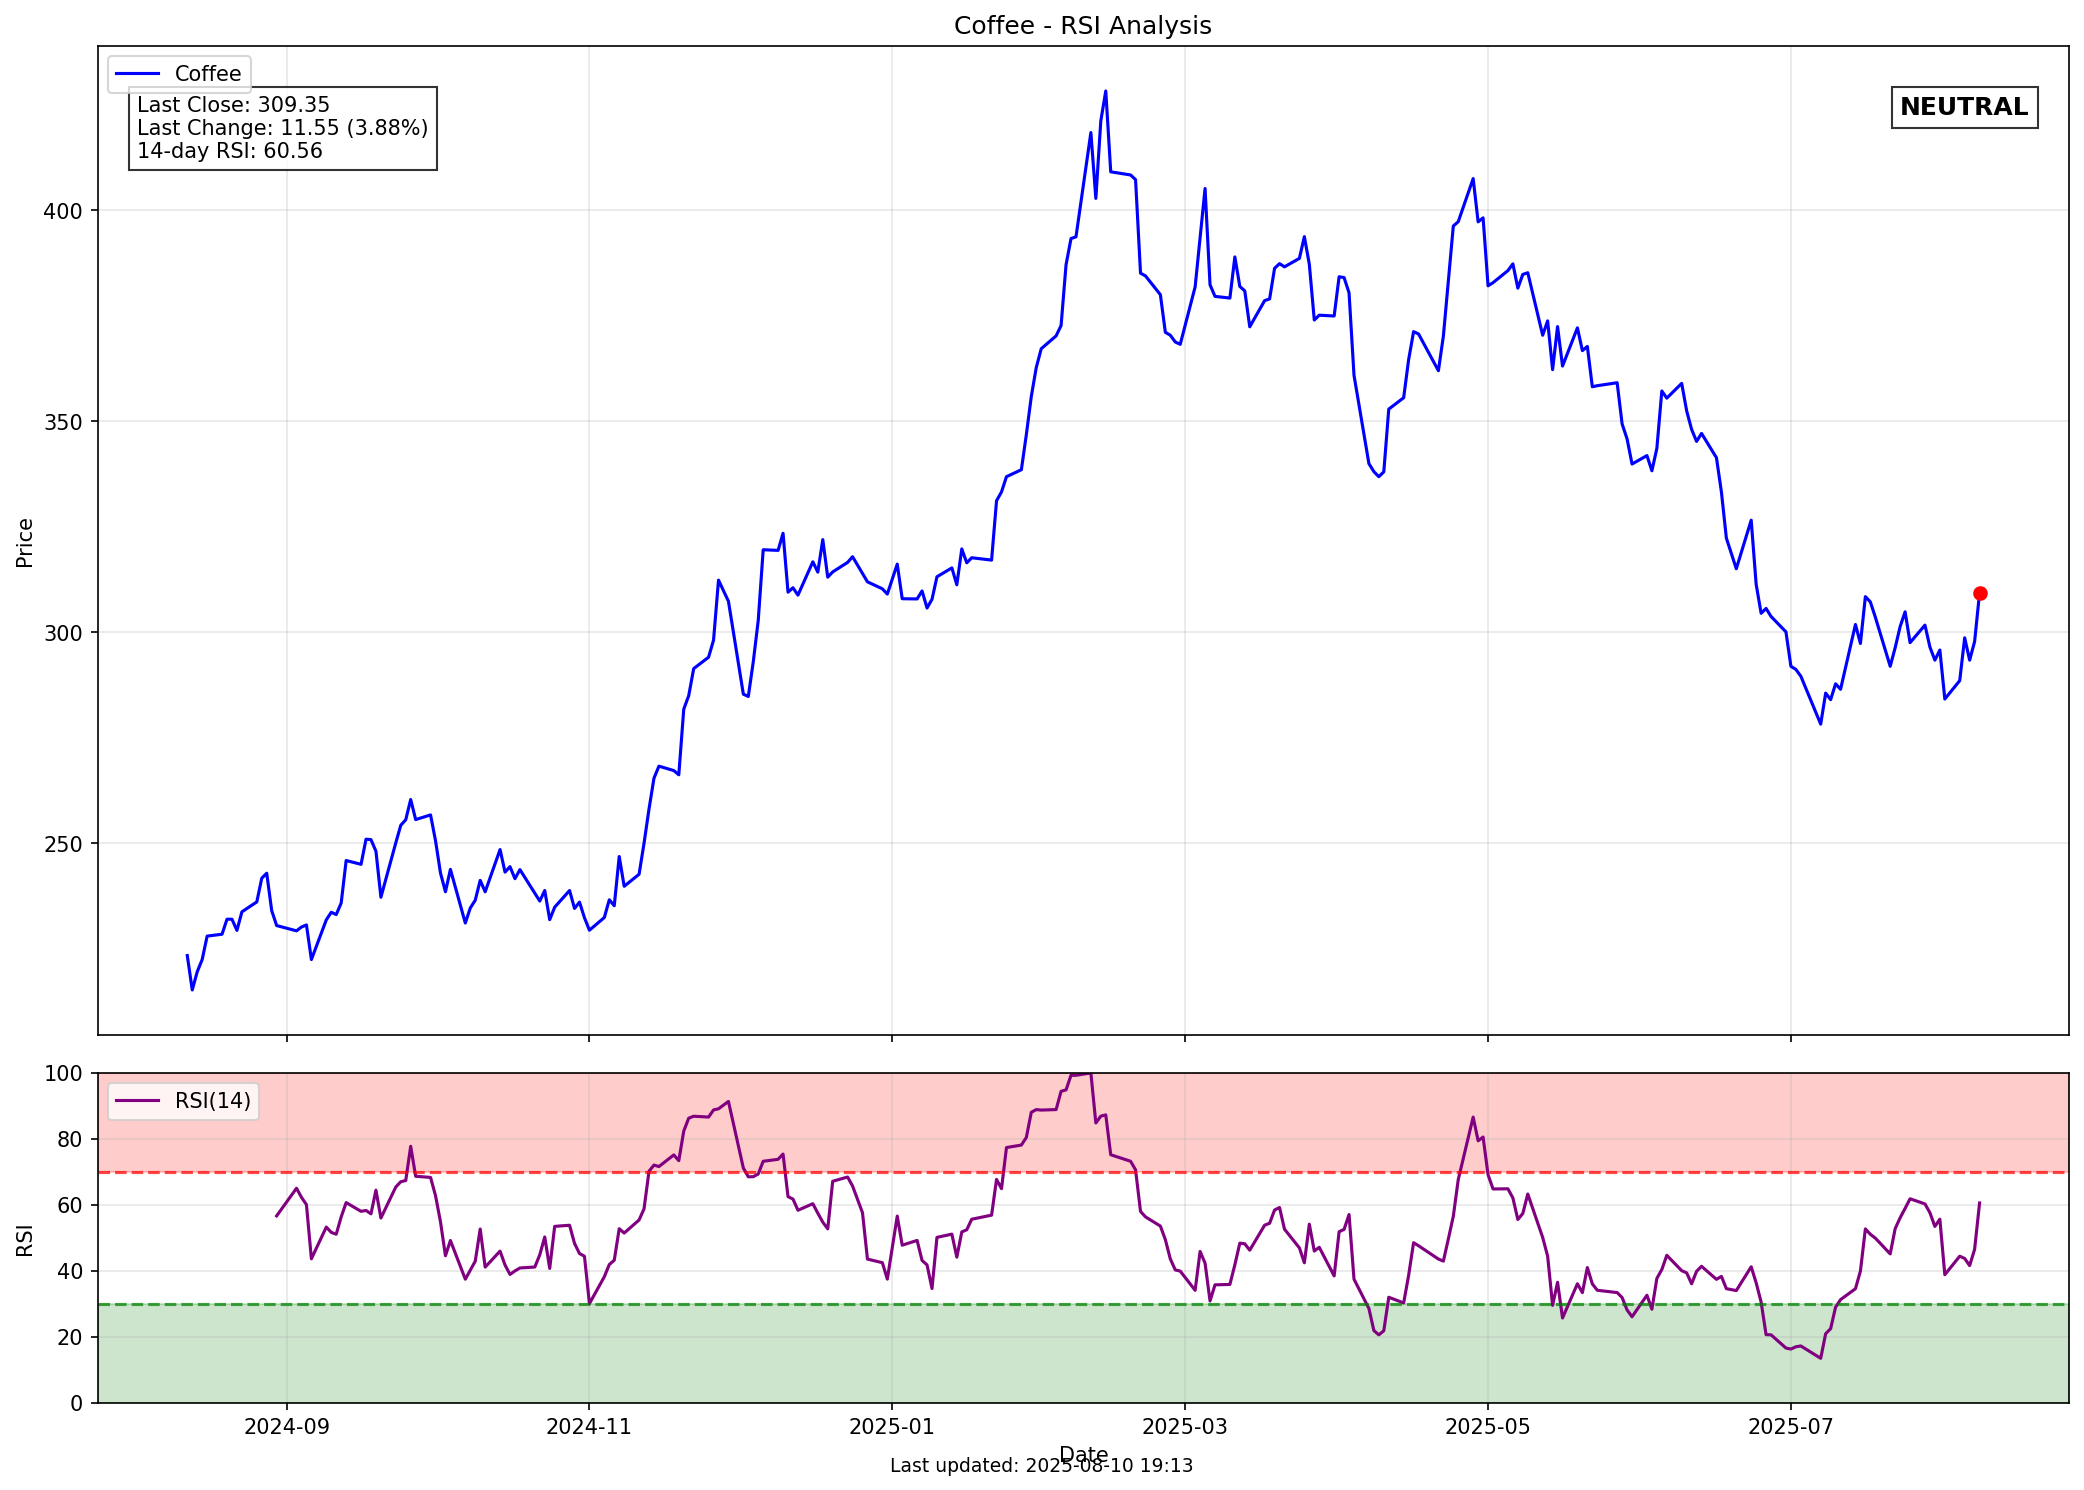 Coffee - RSI Analysis
Coffee
Last Close: 309.35
Last Change: 11.55 (3.88%)
14-day RSI: 60.56
NEUTRAL
Price
400
350
300
250
RSI(14)
RSI
100
80
60
40
20
0
2024-09
2024-11
2025-01
2025-03
2025-05
2025-07
Date
Last updated: 2025-08-10 19:13